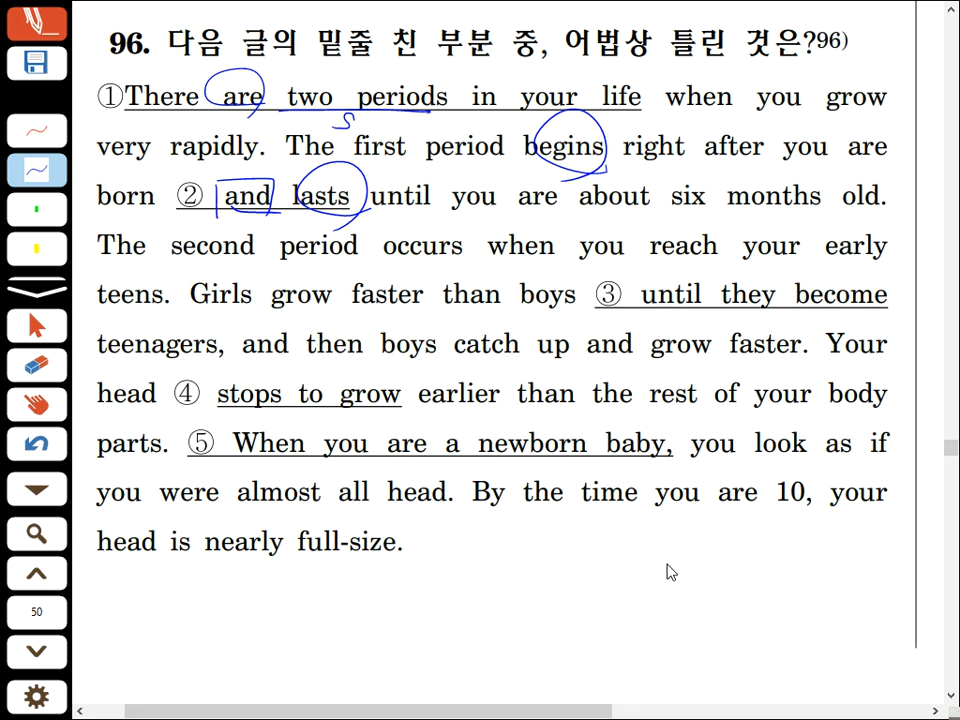 96. 다음 글의 밑줄 친 부분 중, 어법상 틀린 것은?96)
①There are two periods in your life when you grow
very rapidly. The first period begins right after you are
born ② and lasts until you are about six months old.
The second period occurs when you reach your early
teens. Girls grow faster than boys ③ until they become
teenagers, and then boys catch up and grow faster. Your
head ④ stops to grow earlier than the rest of your body
parts. ⑤ When you are a newborn baby, you look as if
you were almost all head. By the time you are 10, your
head is nearly full-size.
S
50